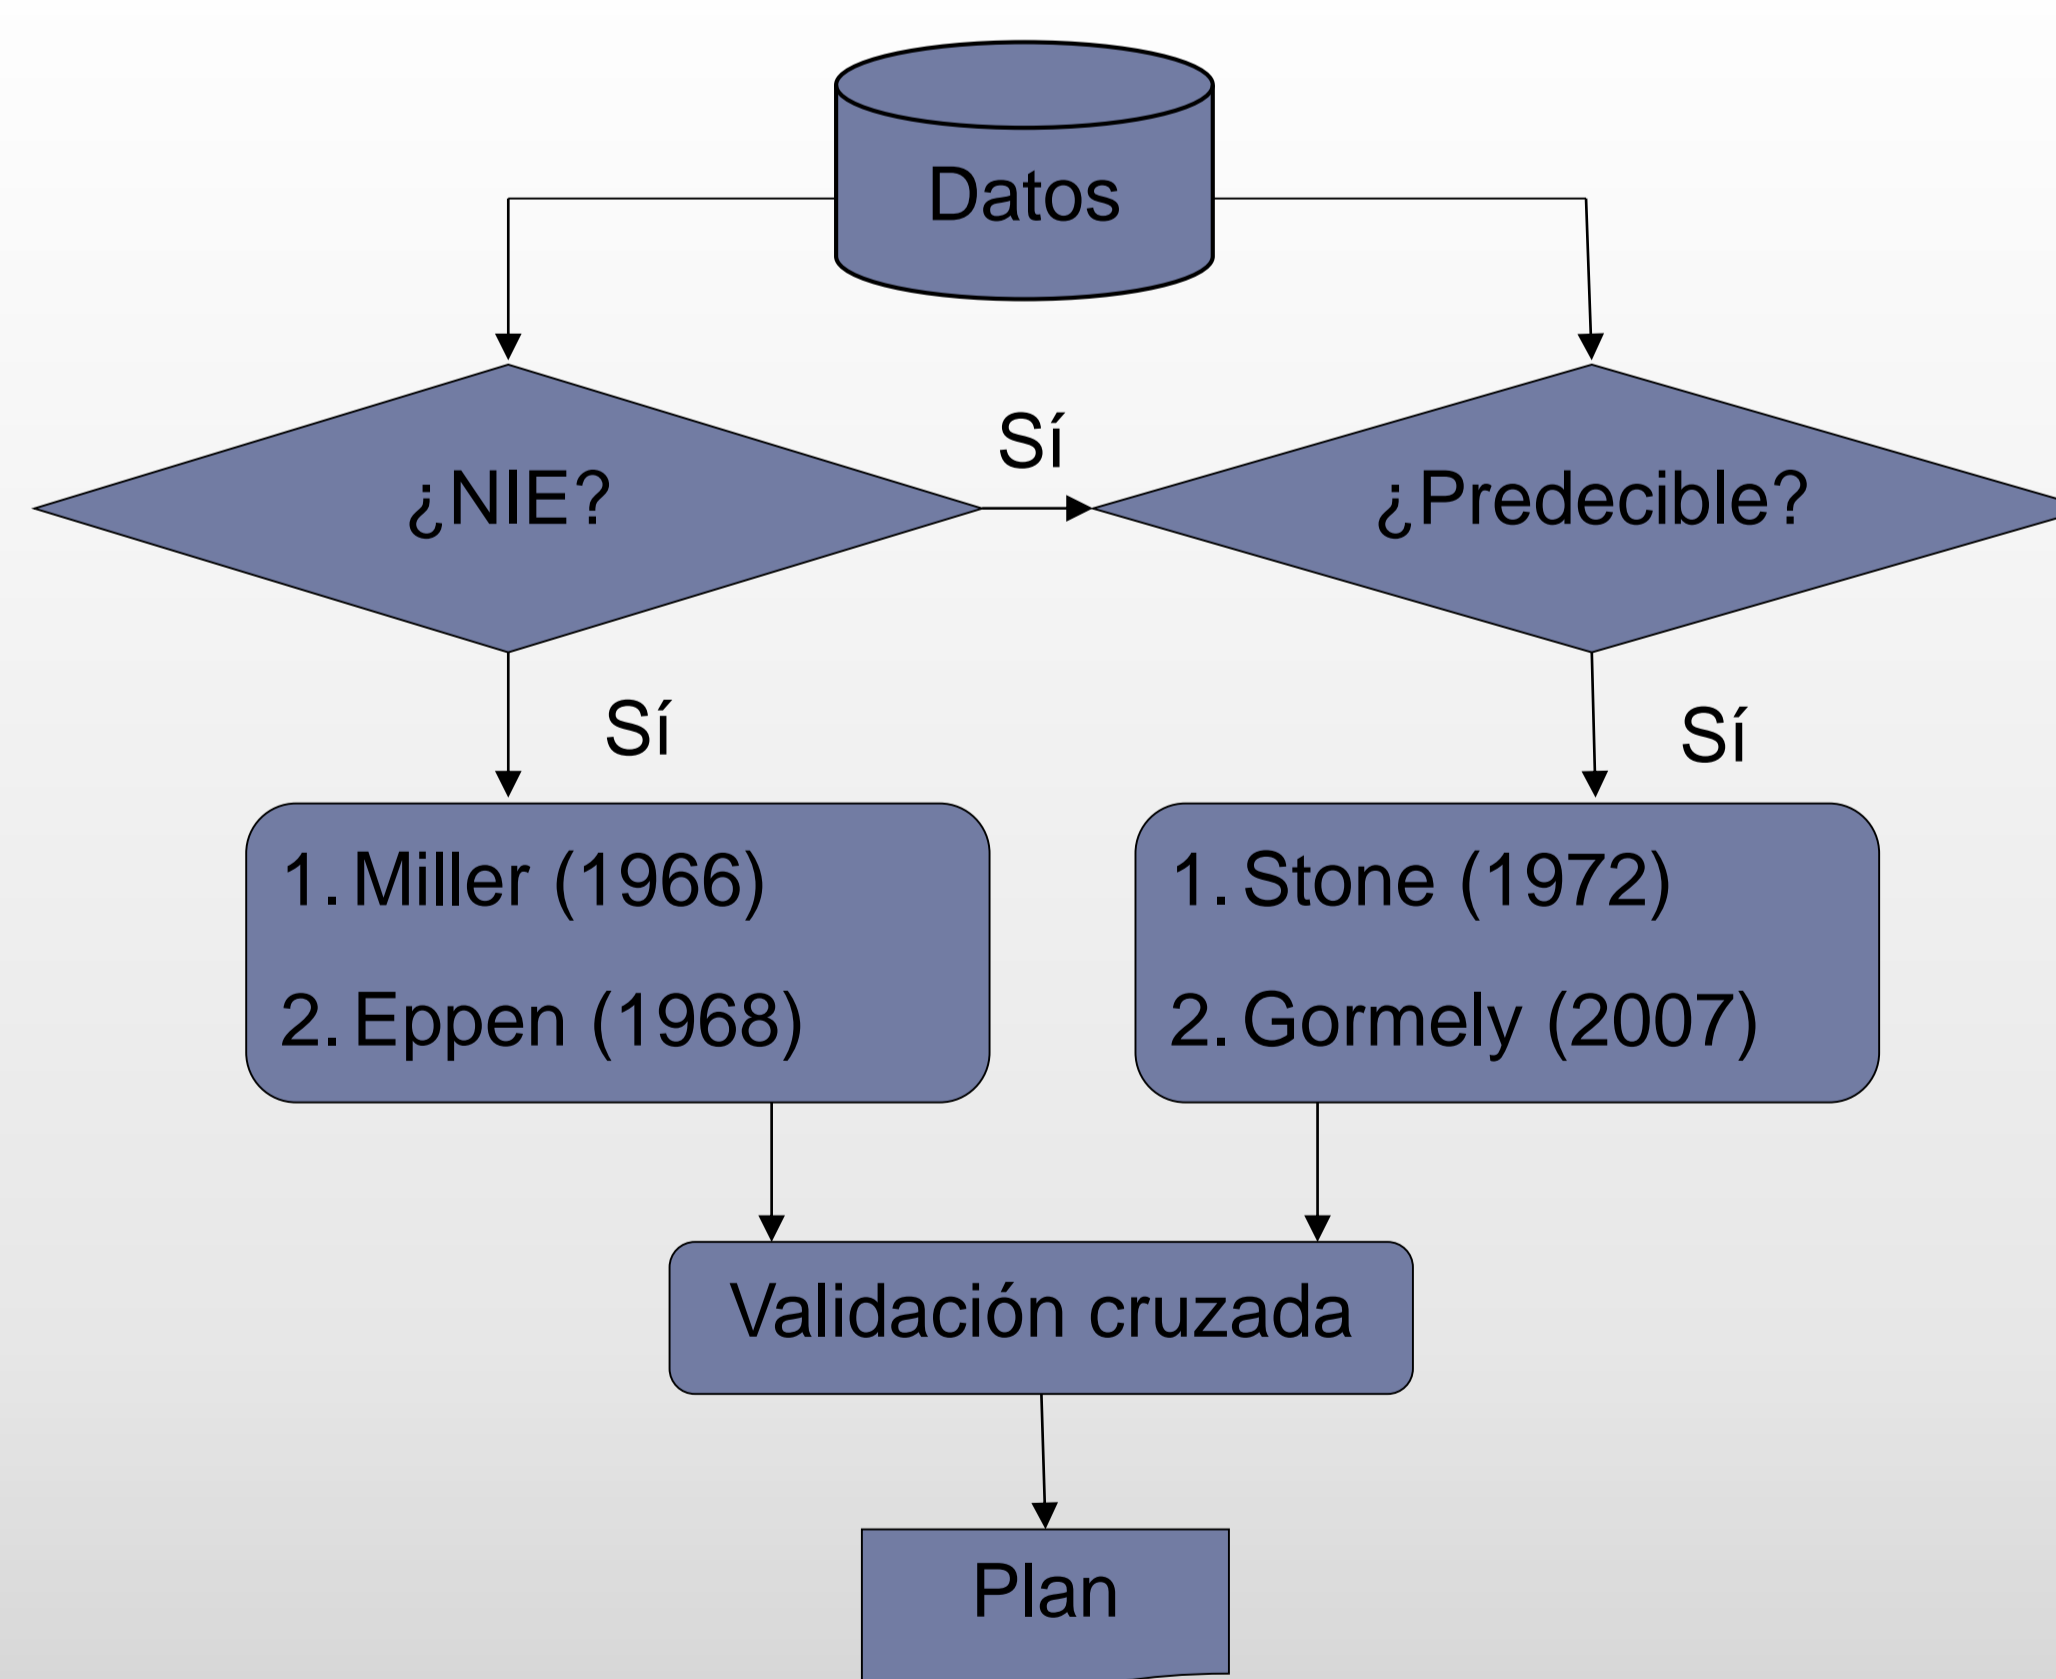 Datos
¿NIE?
Sí
¿Predecible?
Sí
Sí
1. Miller (1966)
2. Eppen (1968)
1. Stone (1972)
2. Gormely (2007)
Validación cruzada
Plan